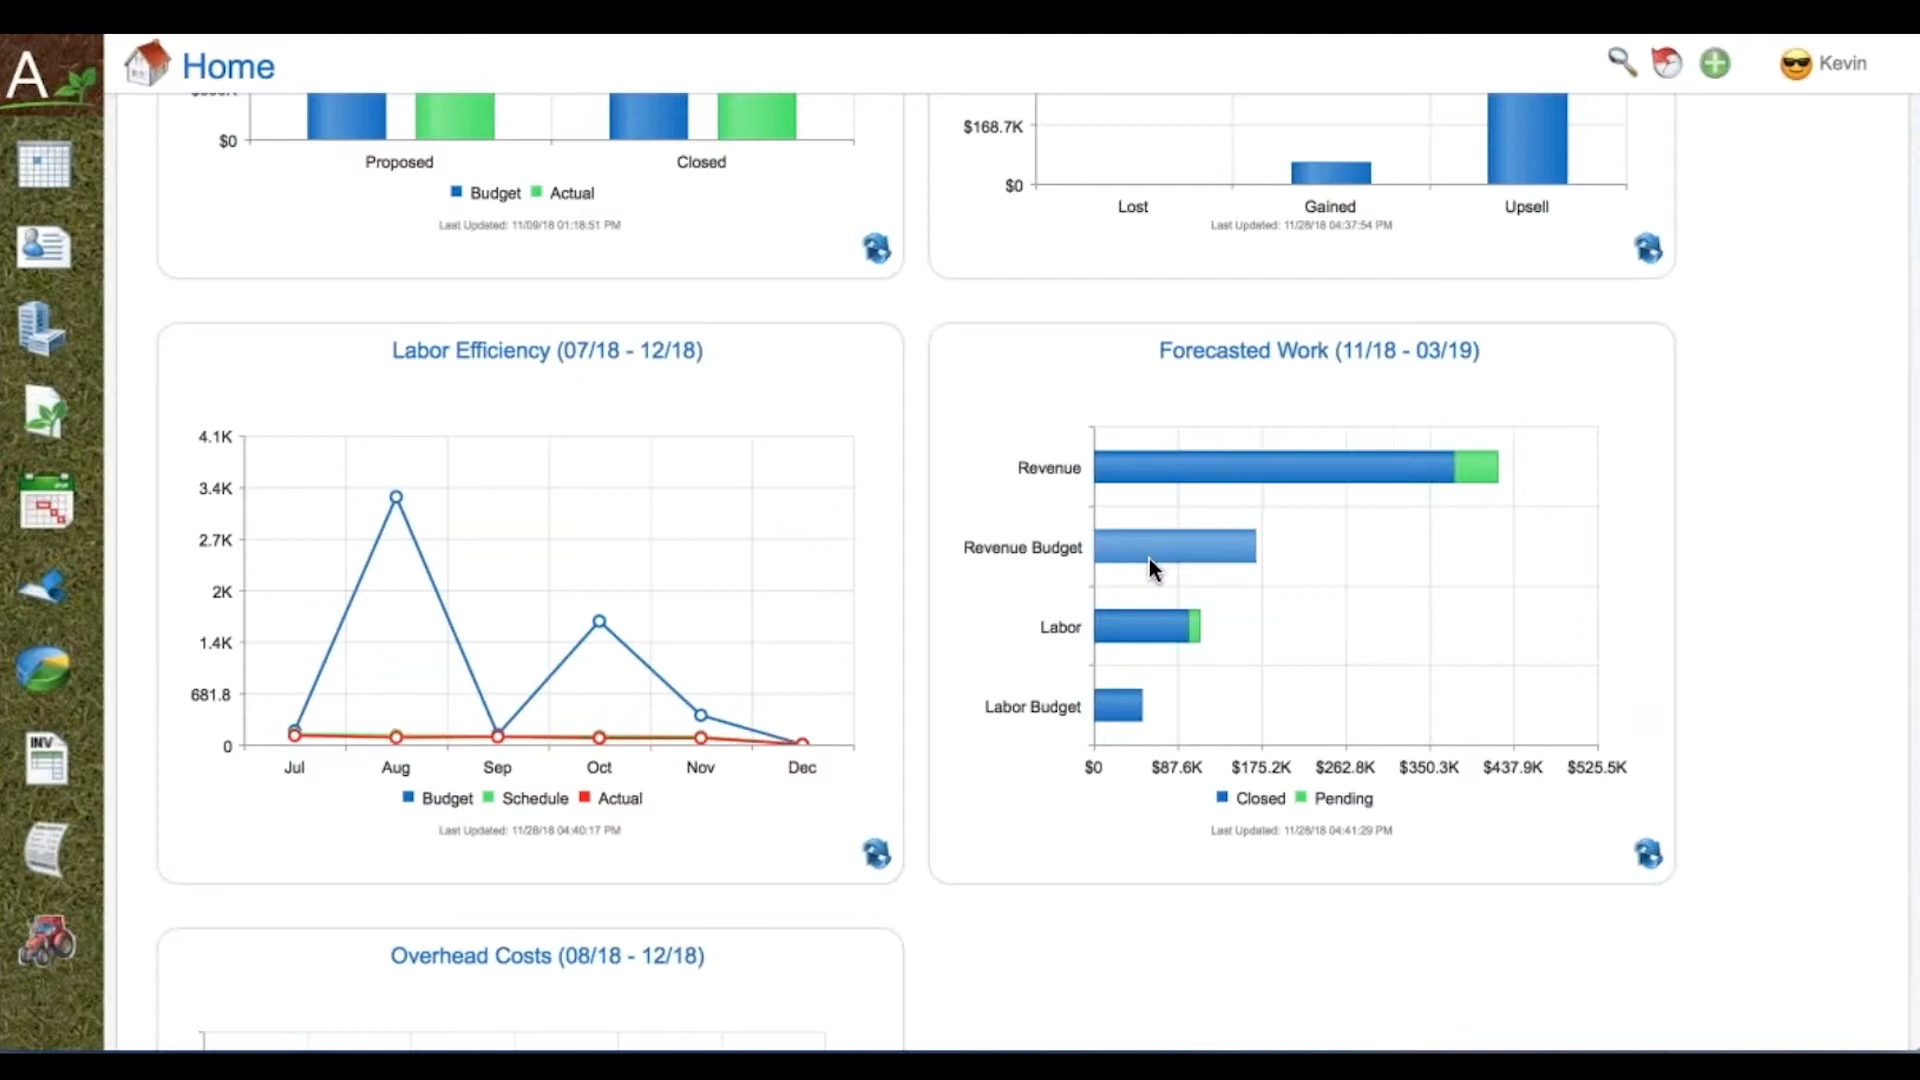 A
Home
Kevin
$0
Proposed
Closed
Budget
Actual
Last Updated: 11/09/18 01:18:51 PM
$168.7K
$0
Lost
Gained
Upsell
Last Updated: 11/28/18 04:37:54 PM
Labor Efficiency (07/18 - 12/18)
4.1K
3.4K
2.7K
2K
1.4K
681.8
0
Jul
Aug
Sep
Oct
Nov
Dec
Budget
Schedule
Actual
Last Updated: 11/28/18 04:40:17 PM
Forecasted Work (11/18 - 03/19)
Revenue
Revenue Budget
Labor
Labor Budget
$0
$87.6K
$175.2K
$262.8K
$350.3K
$437.9K
$525.5K
Closed
Pending
Last Updated: 11/28/18 04:41:29 PM
INV
Overhead Costs (08/18 - 12/18)